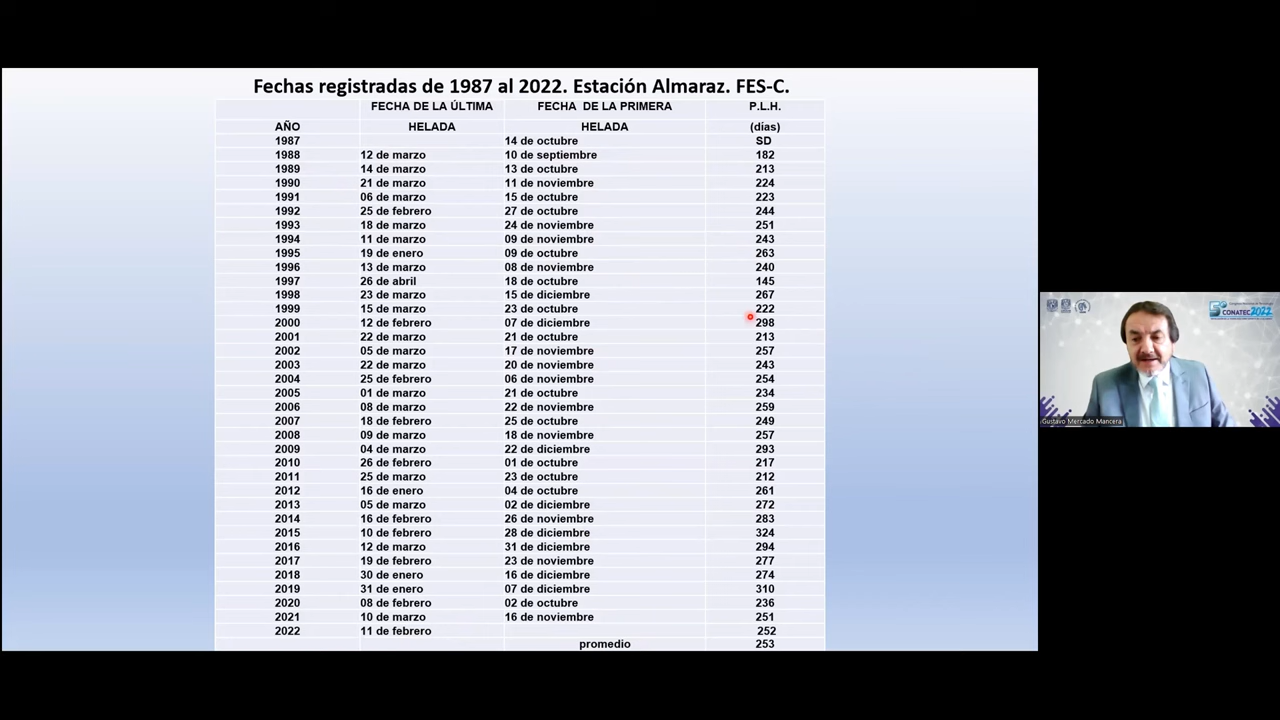 Fechas registradas de 1987 al 2022. Estación Almaraz. FES-C.
FECHA DE LA ÚLTIMA FECHA DE LA PRIMERA P.L.H.
AÑO HELADA HELADA (días)
1987 14 de octubre SD
1988 12 de marzo 10 de septiembre 182
1989 14 de marzo 13 de octubre 213
1990 21 de marzo 11 de noviembre 224
1991 06 de marzo 15 de octubre 223
1992 25 de febrero 27 de octubre 244
1993 18 de marzo 24 de noviembre 251
1994 11 de marzo 09 de noviembre 243
1995 19 de enero 09 de octubre 263
1996 13 de marzo 08 de noviembre 240
1997 26 de abril 18 de octubre 145
1998 23 de marzo 15 de diciembre 267
1999 15 de marzo 23 de octubre 222
2000 12 de febrero 07 de diciembre 298
2001 22 de marzo 21 de octubre 213
2002 05 de marzo 17 de noviembre 257
2003 22 de marzo 20 de noviembre 243
2004 25 de febrero 06 de noviembre 254
2005 01 de marzo 21 de octubre 234
2006 08 de marzo 22 de noviembre 259
2007 18 de febrero 25 de octubre 249
2008 09 de marzo 18 de noviembre 257
2009 04 de marzo 22 de diciembre 293
2010 26 de febrero 01 de octubre 217
2011 25 de marzo 23 de octubre 212
2012 16 de enero 04 de octubre 261
2013 05 de marzo 02 de diciembre 272
2014 16 de febrero 26 de noviembre 283
2015 10 de febrero 28 de diciembre 324
2016 12 de marzo 31 de diciembre 294
2017 19 de febrero 23 de noviembre 277
2018 30 de enero 16 de diciembre 274
2019 31 de enero 07 de diciembre 310
2020 08 de febrero 02 de octubre 236
2021 10 de marzo 16 de noviembre 251
2022 11 de febrero 252
promedio 253
CONATEC 2022
Gustavo Mercado Mancera